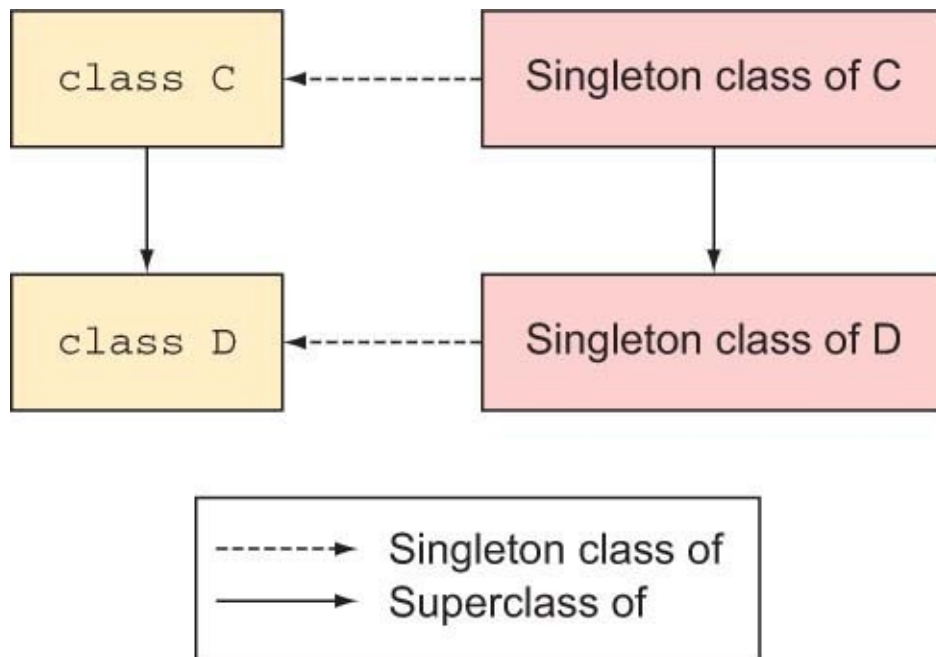 class C
Singleton class of C
class D
Singleton class of D
Singleton class of
Superclass of